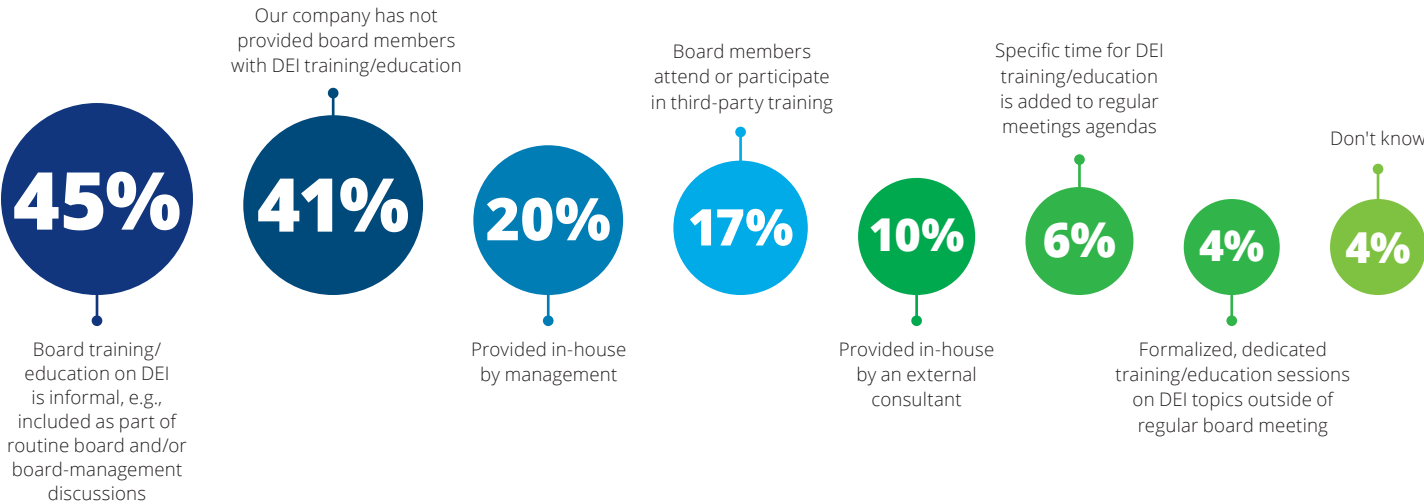 Our company has not
provided board members
with DEI training/education
Board members
attend or participate
in third-party training
Specific time for DEI
training/education
is added to regular
meetings agendas
Don't know
45%
41%
20%
17%
10%
6%
4%
4%
Board training/
education on DEI
is informal, e.g.,
included as part of
routine board and/or
board-management
discussions
Provided in-house
by management
Provided in-house
by an external
consultant
Formalized, dedicated
training/education sessions
on DEI topics outside of
regular board meeting